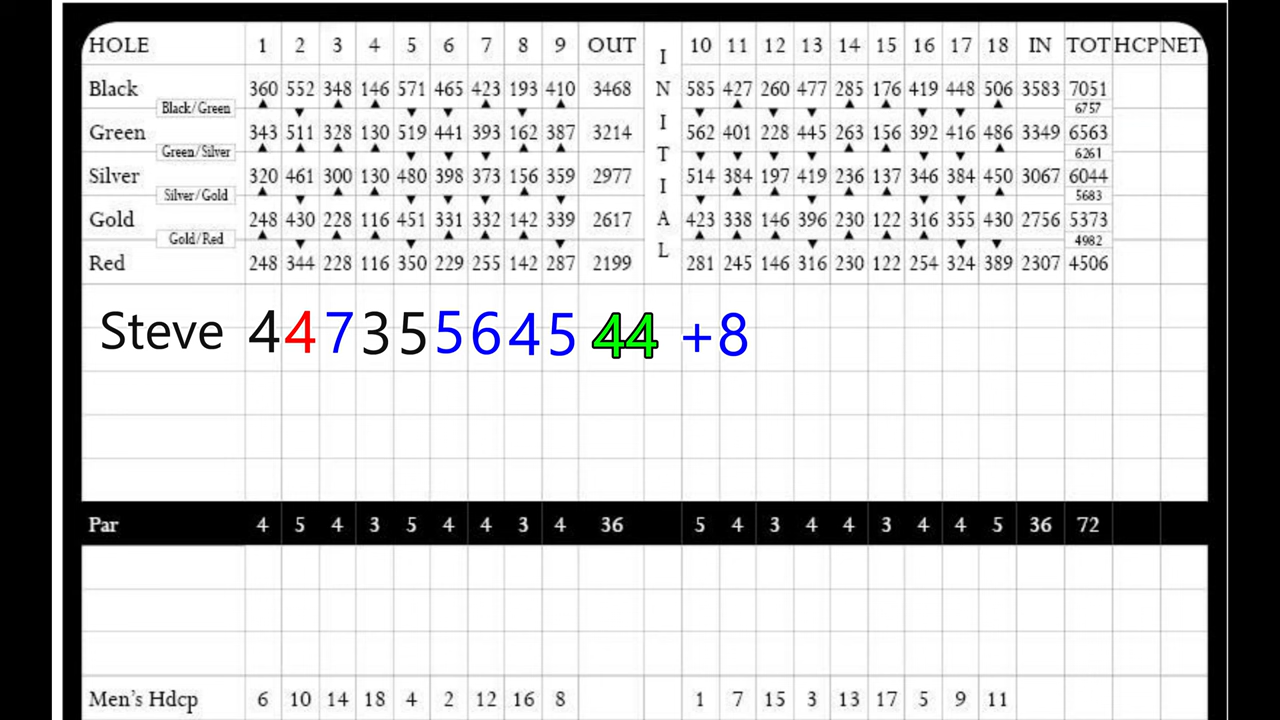 HOLE 1 2 3 4 5 6 7 8 9 OUT INITIAL 10 11 12 13 14 15 16 17 18 IN TOT HCP NET
Black 360 552 348 146 571 465 423 193 410 3468 585 427 260 477 285 176 419 448 506 3583 7051
Black/Green 6757
Green 343 511 328 130 519 441 393 162 387 3214 562 401 228 445 263 156 392 416 486 3349 6563
Green/Silver 6261
Silver 320 461 300 130 480 398 373 156 359 2977 514 384 197 419 236 137 346 384 450 3067 6044
Silver/Gold 5683
Gold 248 430 228 116 451 331 332 142 339 2617 423 338 146 396 230 122 316 355 430 2756 5373
Gold/Red 4982
Red 248 344 228 116 350 229 255 142 287 2199 281 245 146 316 230 122 254 324 389 2307 4506
Steve 4 4 7 3 5 5 6 4 5 44 +8
Par 4 5 4 3 5 4 4 3 4 36 5 4 3 4 4 3 4 4 5 36 72
Men's Hdcp 6 10 14 18 4 2 12 16 8 1 7 15 3 13 17 5 9 11